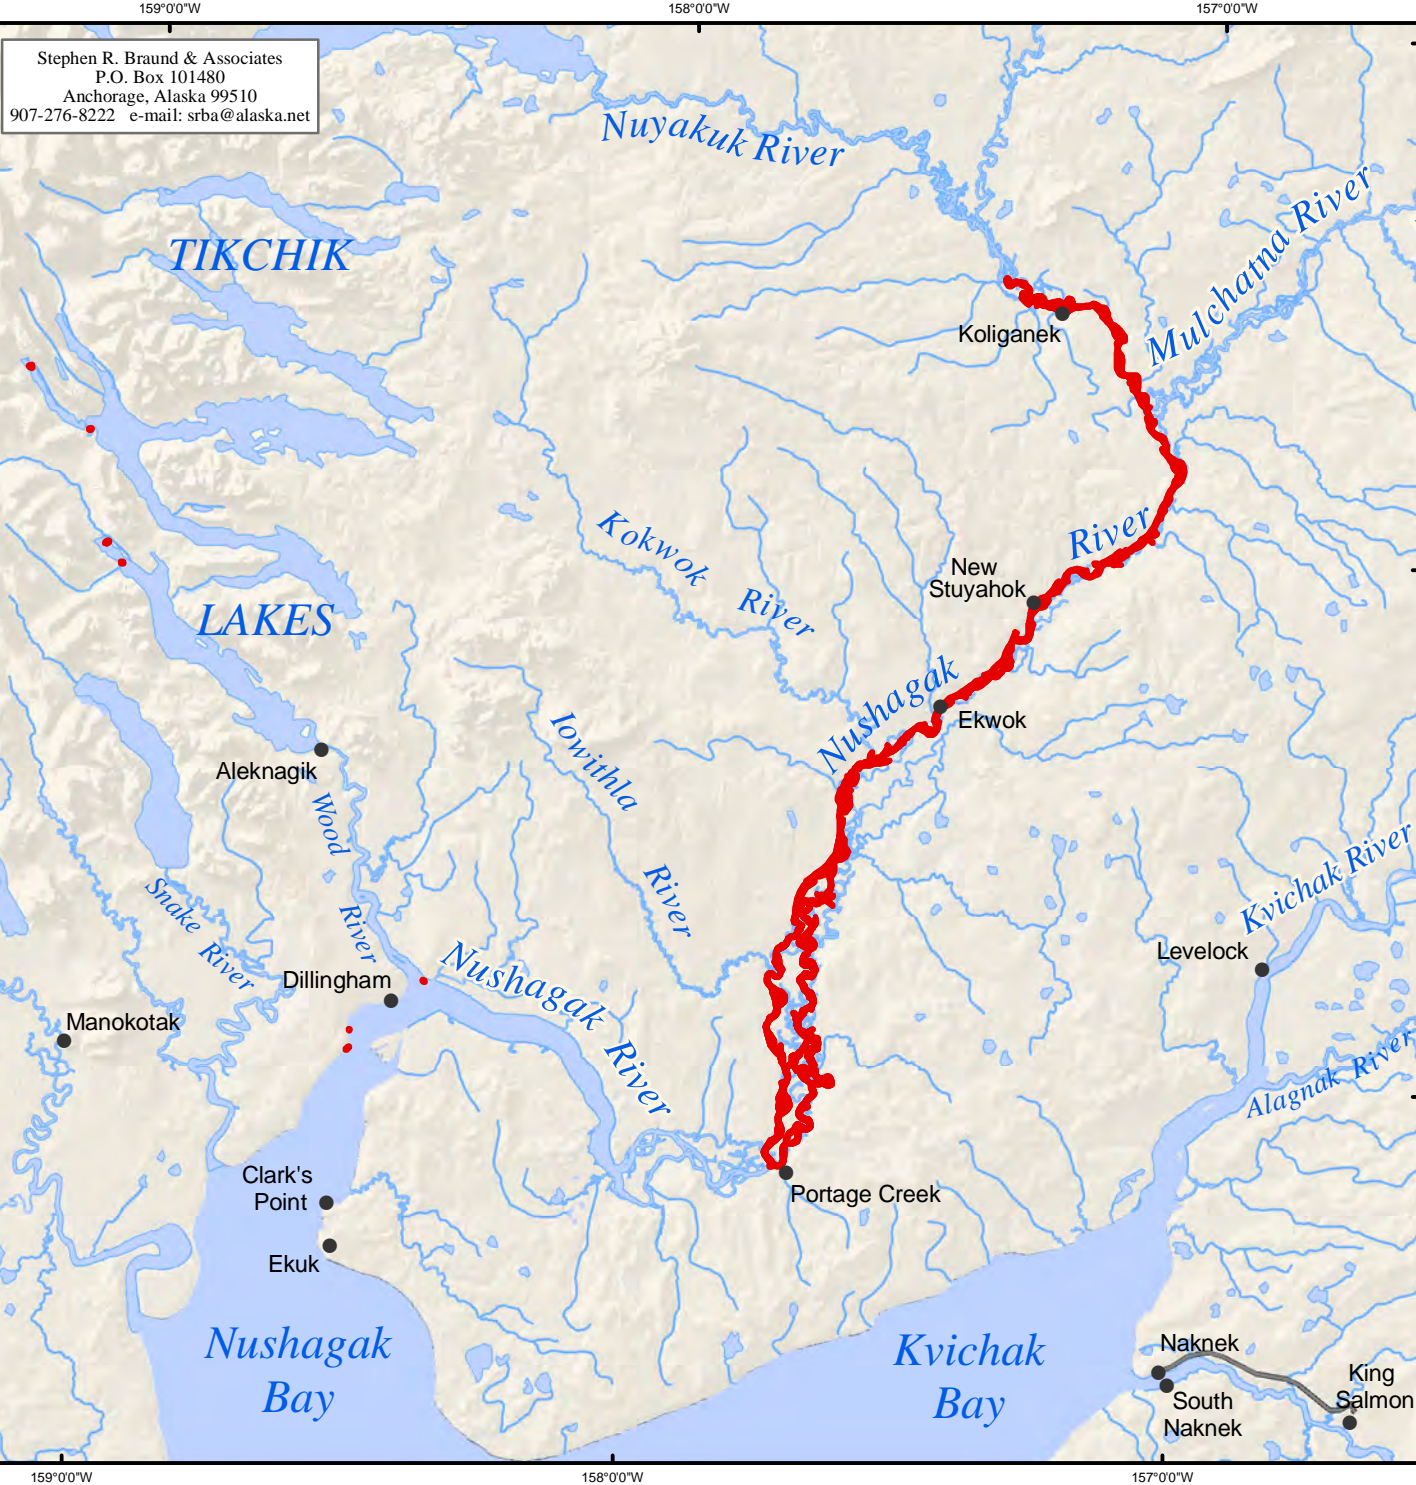 159°0'0"W
158°0'0"W
157°0'0"W
Stephen R. Braund & Associates
P.O. Box 101480
Anchorage, Alaska 99510
907-276-8222 e-mail: srba@alaska.net
Nuyakuk River
Mulchatna River
TIKCHIK
Koliganek
Kokwok River
River
New
Stuyahok
LAKES
Nushagak
Ekwok
Iowithla
River
Aleknagik
Wood
River
Snake River
Kvichak River
Levelock
Dillingham
Nushagak
River
Manokotak
Alagnak River
Clark's
Point
Portage Creek
Ekuk
Nushagak
Bay
Kvichak
Bay
Naknek
King
Salmon
South
Naknek
159°0'0"W
158°0'0"W
157°0'0"W